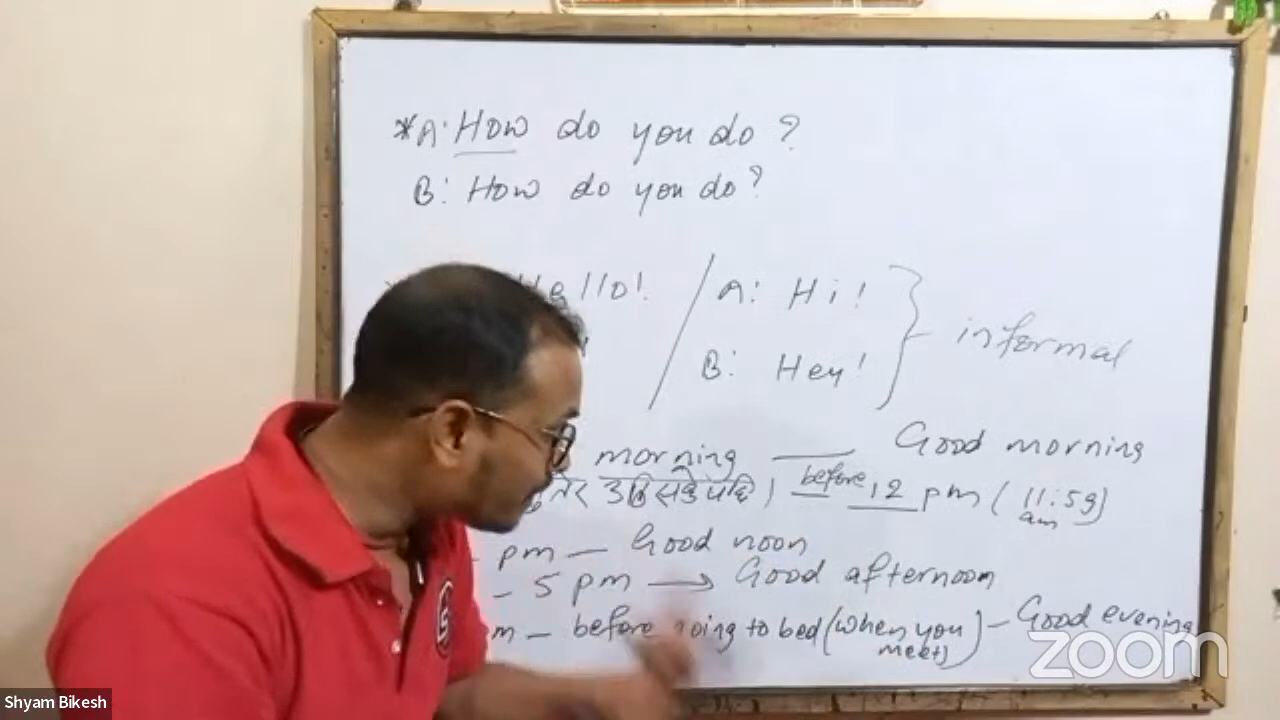 *A: How do you do?
B: How do you do?
Hello! / A: Hi!
B: Hey!
informal
morning — Good morning
before 12 pm (11:59 am)
pm — Good noon
- 5 pm → Good afternoon
m - before going to bed (when you meet) - Good evening
zoom
Shyam Bikesh